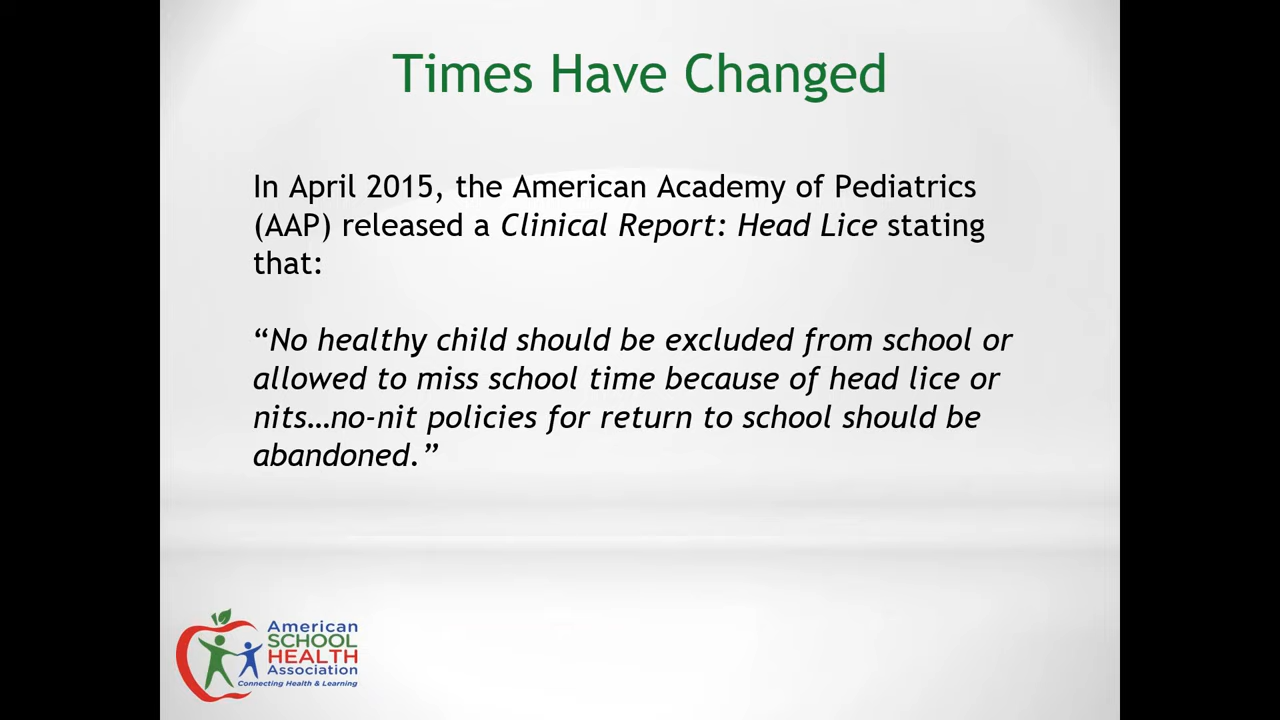 Times Have Changed
In April 2015, the American Academy of Pediatrics
(AAP) released a Clinical Report: Head Lice stating
that:
“No healthy child should be excluded from school or
allowed to miss school time because of head lice or
nits…no-nit policies for return to school should be
abandoned.”
American
SCHOOL
HEALTH
Association
Connecting Health & Learning